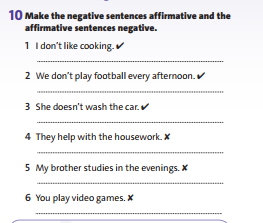 10 Make the negative sentences affirmative and the
affirmative sentences negative.
1 I don't like cooking. ✔
2 We don't play football every afternoon. ✔
3 She doesn't wash the car. ✔
4 They help with the housework. ✘
5 My brother studies in the evenings. ✘
6 You play video games. ✘